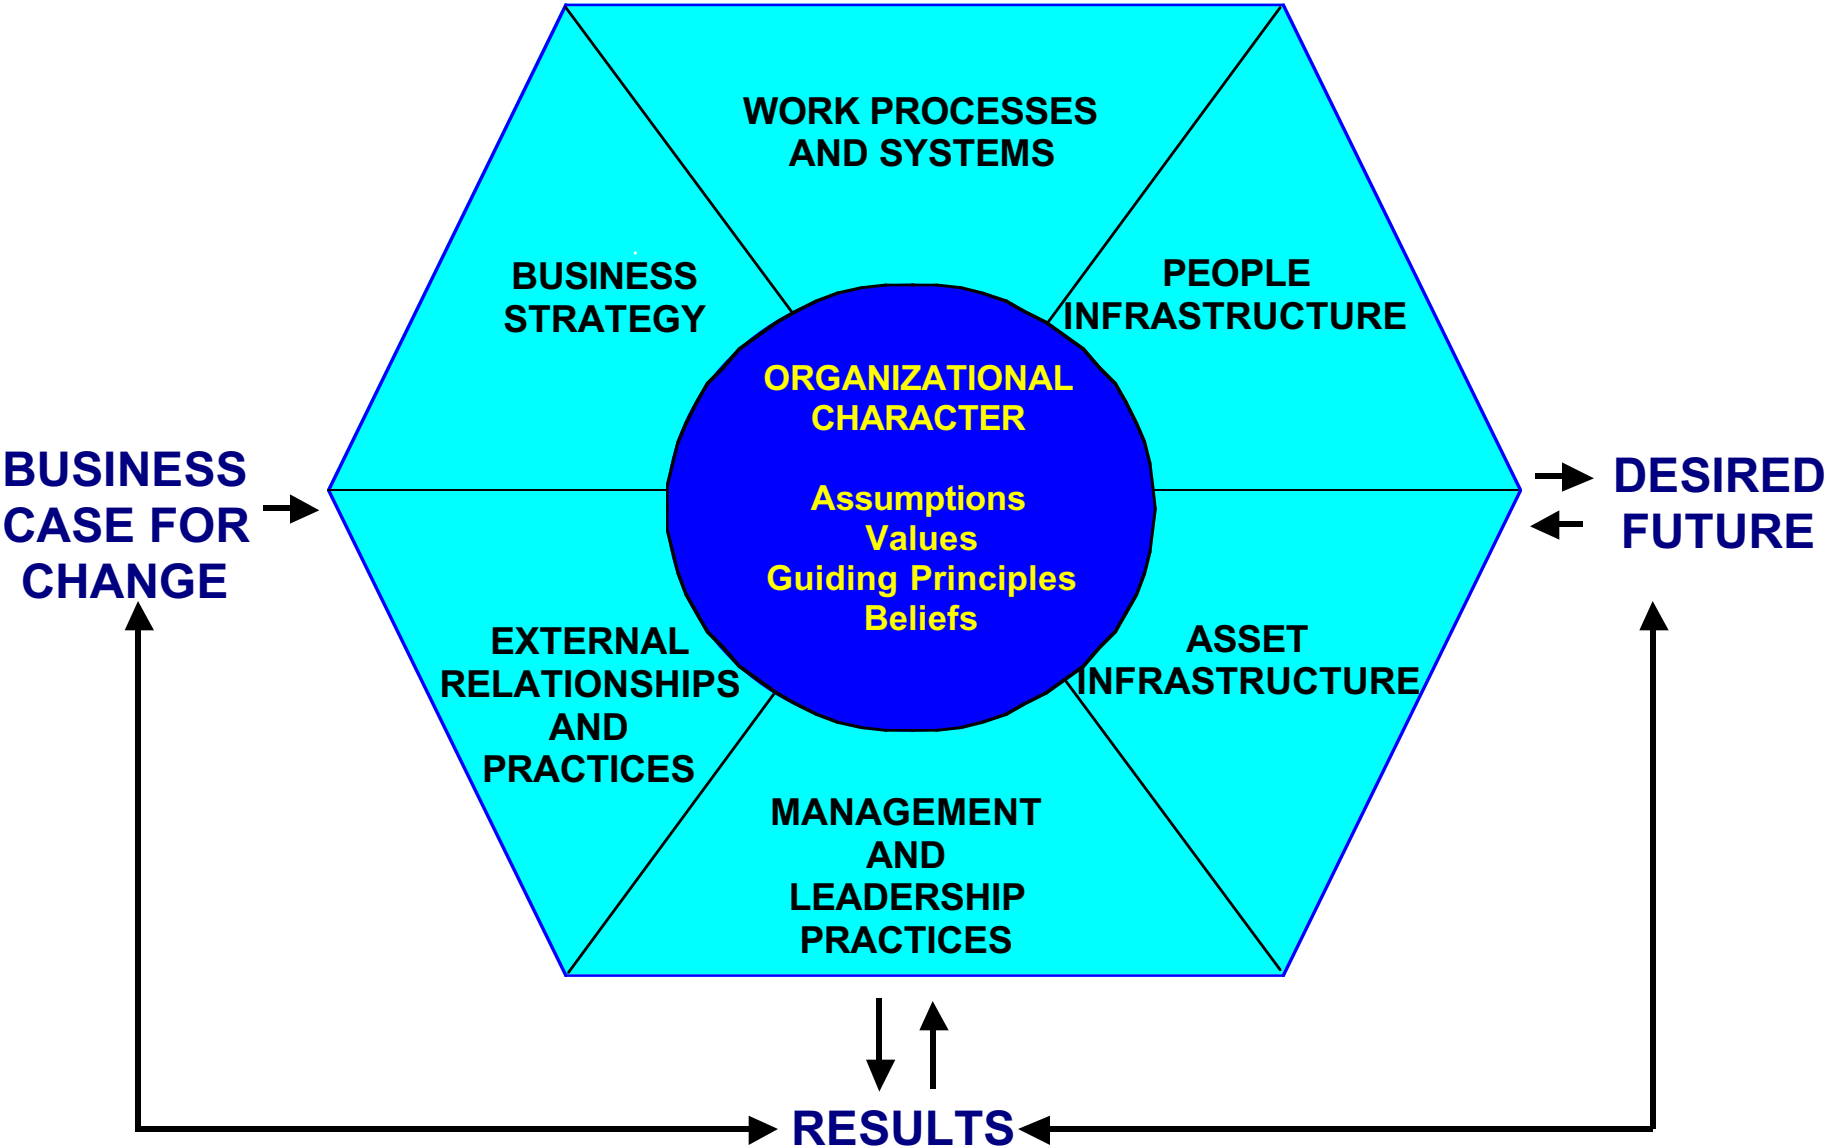 WORK PROCESSES
AND SYSTEMS
BUSINESS
STRATEGY
PEOPLE
INFRASTRUCTURE
ORGANIZATIONAL
CHARACTER
Assumptions
Values
Guiding Principles
Beliefs
BUSINESS
CASE FOR
CHANGE
DESIRED
FUTURE
EXTERNAL
RELATIONSHIPS
AND
PRACTICES
ASSET
INFRASTRUCTURE
MANAGEMENT
AND
LEADERSHIP
PRACTICES
RESULTS